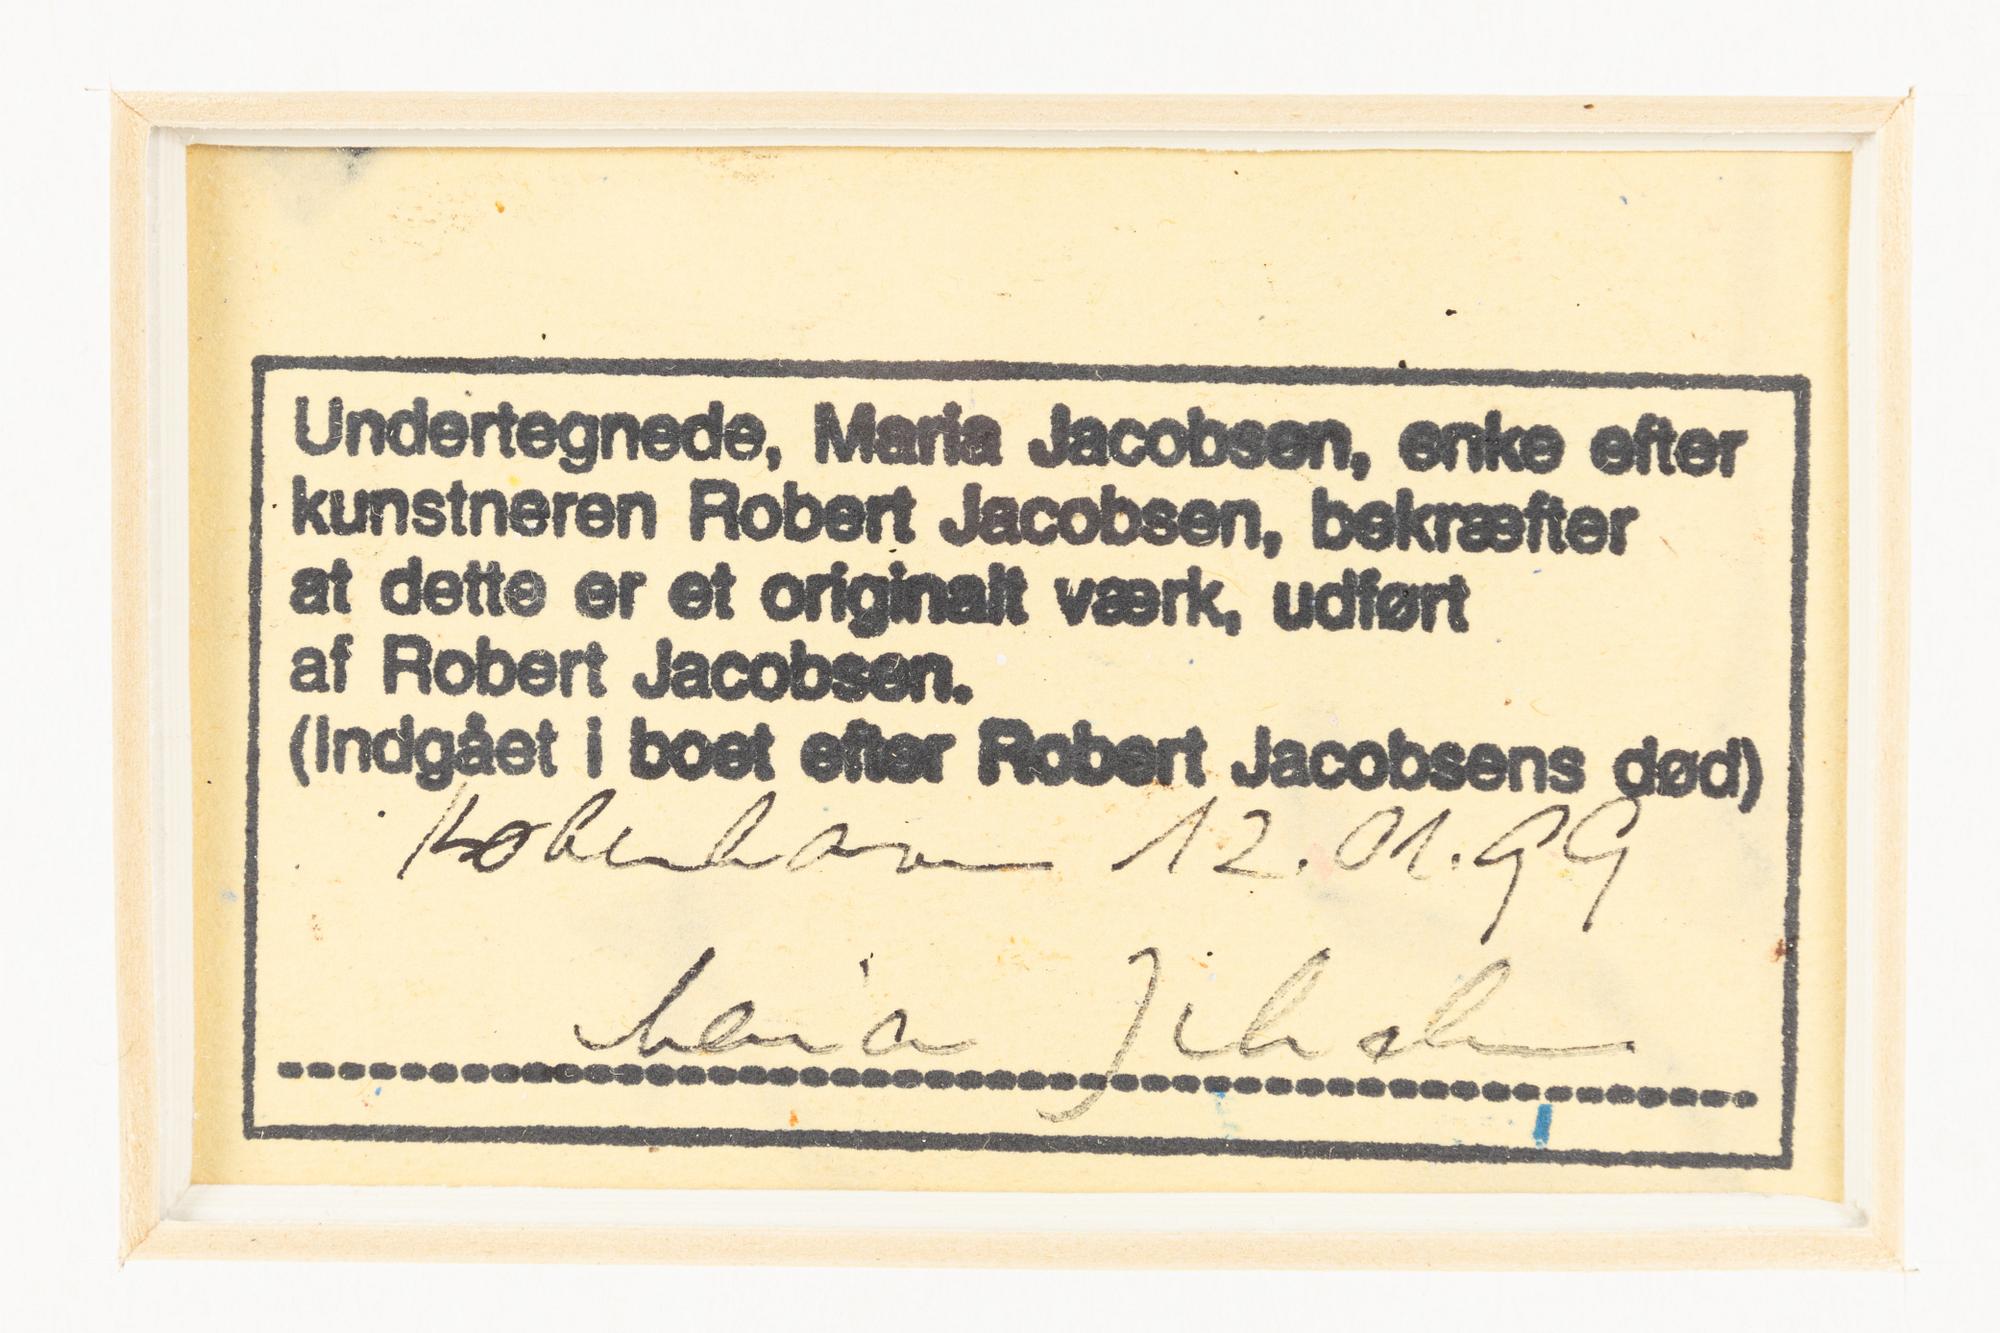 Undertegnede, Maria Jacobsen, enke efter
kunstneren Robert Jacobsen, bekræfter
at dette er et originalt værk, udført
af Robert Jacobsen.
(Indgået i boet efter Robert Jacobsens død)
København 12.01.99
Maria